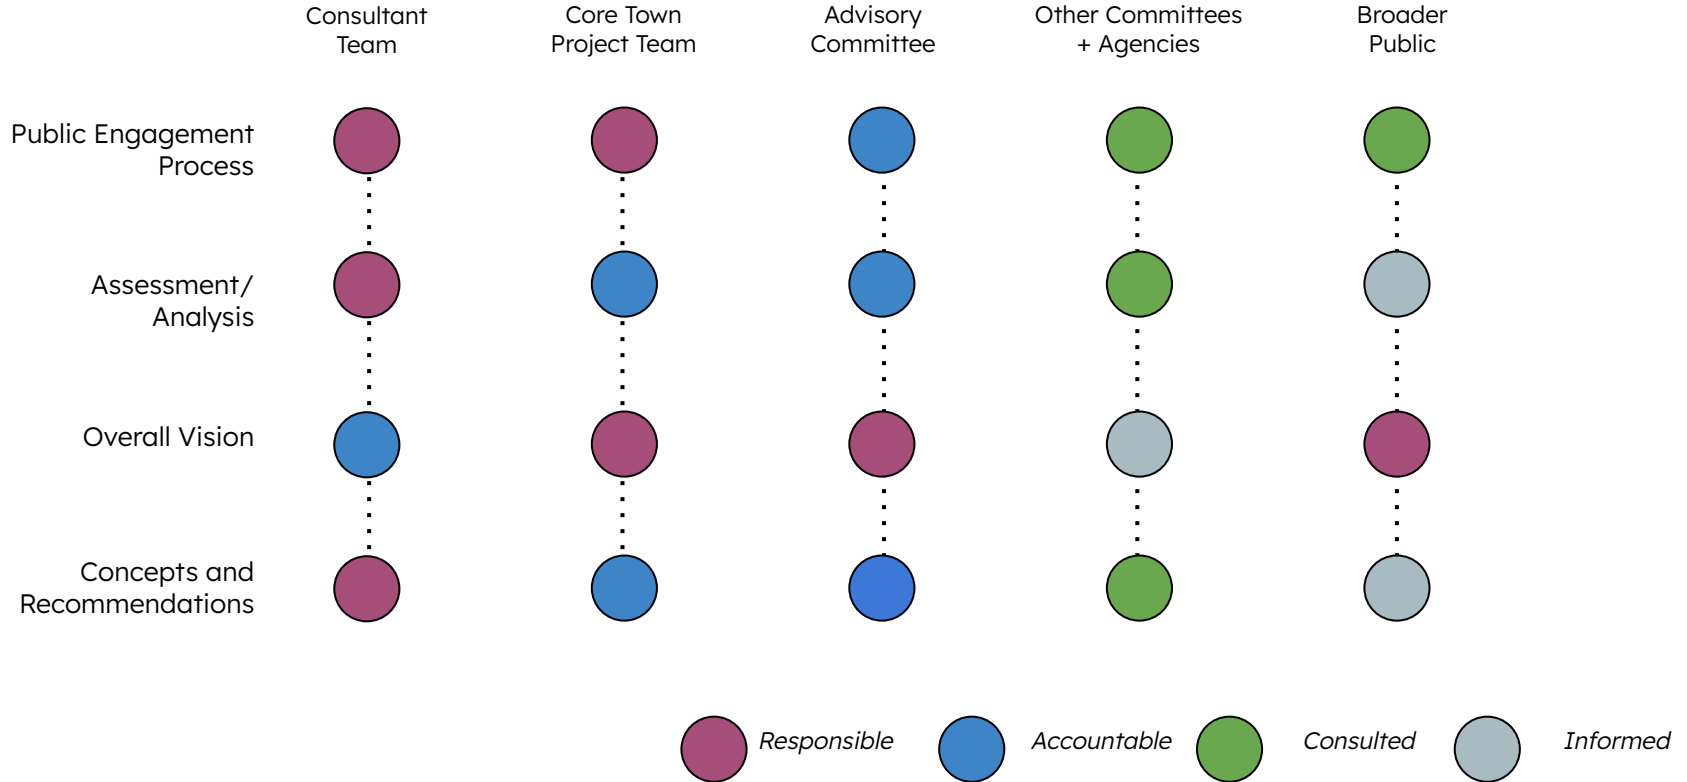 Consultant
Team
Core Town
Project Team
Advisory
Committee
Other Committees
+ Agencies
Broader
Public
Public Engagement
Process
Assessment/
Analysis
Overall Vision
Concepts and
Recommendations
Responsible
Accountable
Consulted
Informed